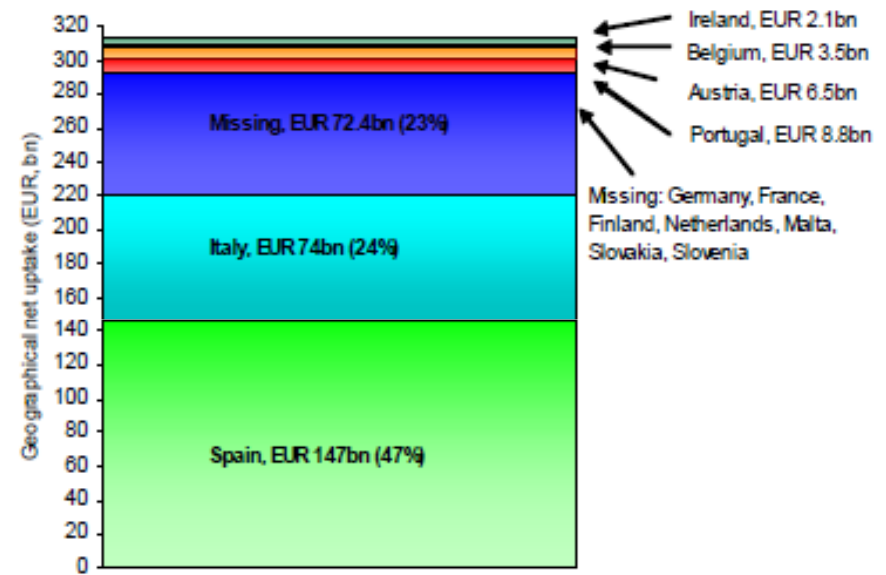 Geographical net uptake (EUR, bn)
320
300
280
260
240
220
200
180
160
140
120
100
80
60
40
20
0
Missing, EUR 72.4bn (23%)
Italy, EUR 74bn (24%)
Spain, EUR 147bn (47%)
Ireland, EUR 2.1bn
Belgium, EUR 3.5bn
Austria, EUR 6.5bn
Portugal, EUR 8.8bn
Missing: Germany, France,
Finland, Netherlands, Malta,
Slovakia, Slovenia